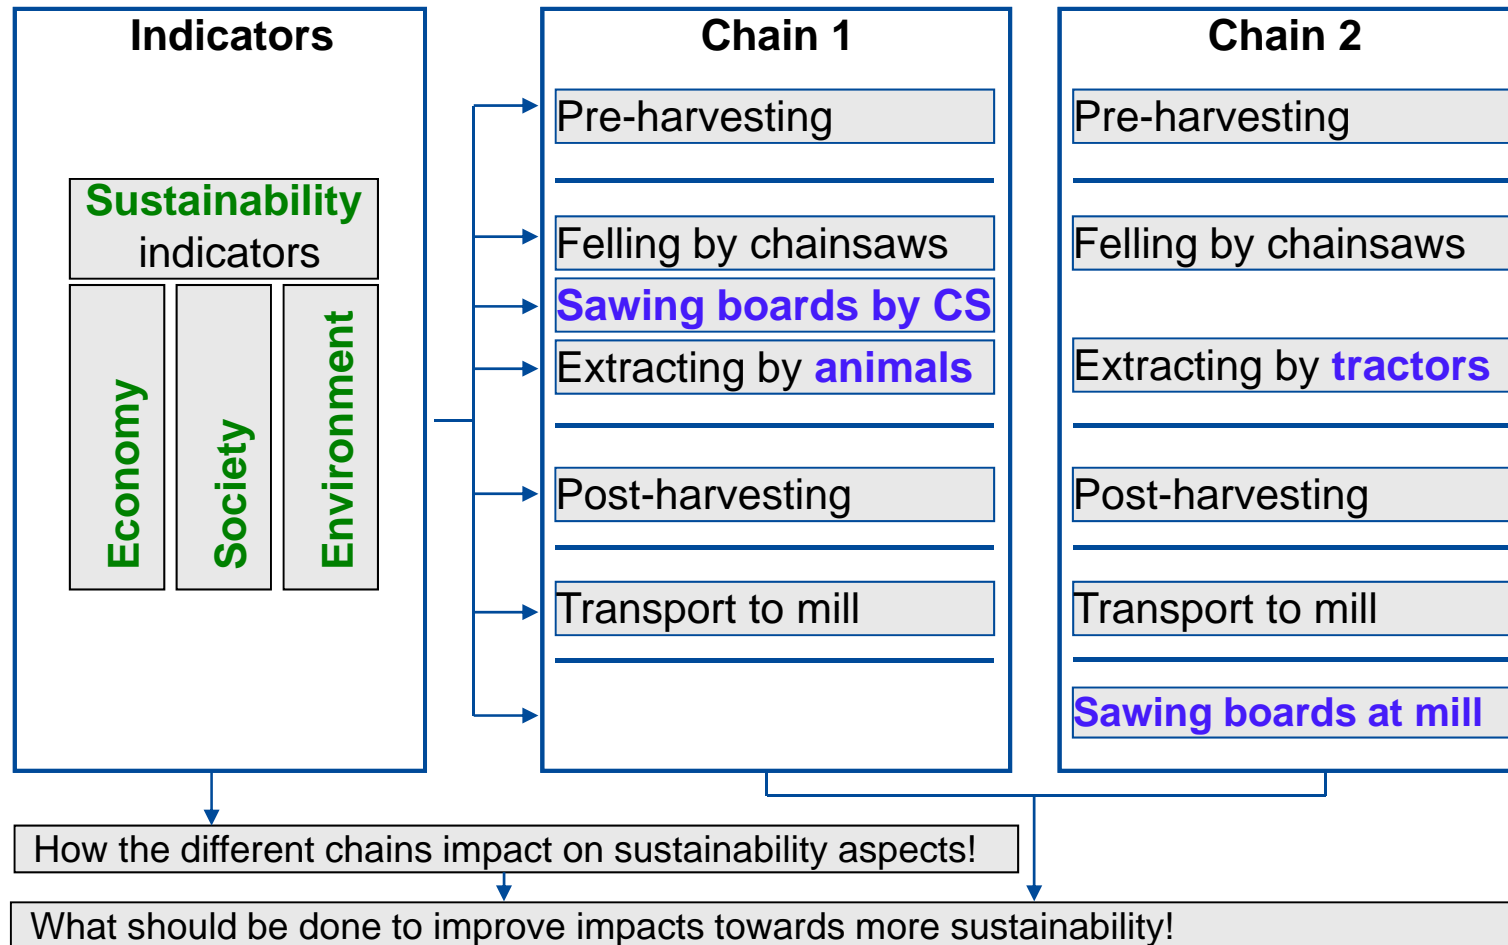 Indicators
Sustainability
indicators
Economy
Society
Environment
Chain 1
Pre-harvesting
Felling by chainsaws
Sawing boards by CS
Extracting by animals
Post-harvesting
Transport to mill
Chain 2
Pre-harvesting
Felling by chainsaws
Extracting by tractors
Post-harvesting
Transport to mill
Sawing boards at mill
How the different chains impact on sustainability aspects!
What should be done to improve impacts towards more sustainability!